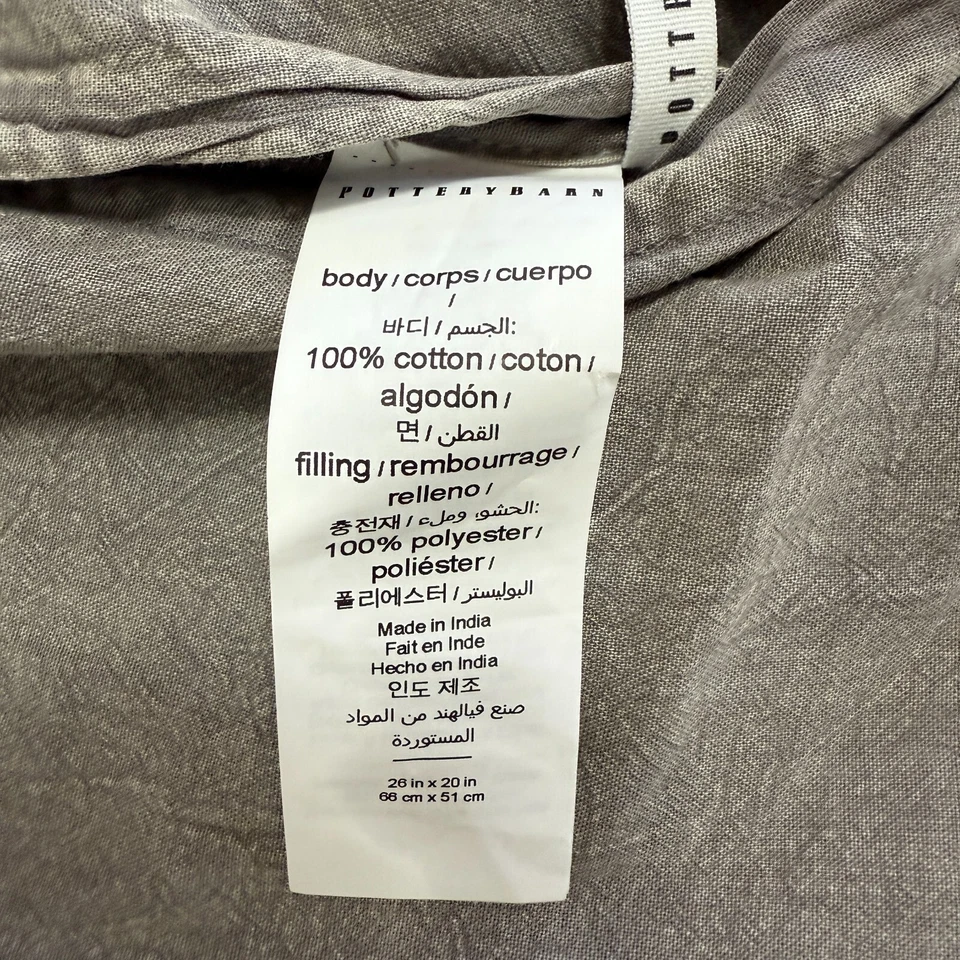 POTTE
POTTERYBARN
body / corps / cuerpo
/
바디 / الجسم:
100% cotton / coton /
algodón /
면 / القطن
filling / rembourrage /
relleno /
충전재 / الحشو، وملء:
100% polyester /
poliéster /
폴리에스터 / البوليستر
Made in India
Fait en Inde
Hecho en India
인도 제조
صنع فيالهند من المواد
المستوردة
26 in x 20 in
66 cm x 51 cm